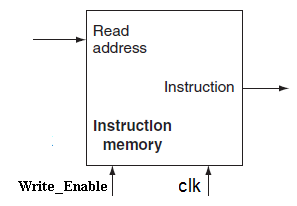 Read
address
Instruction
Instruction
memory
Write_Enable
clk